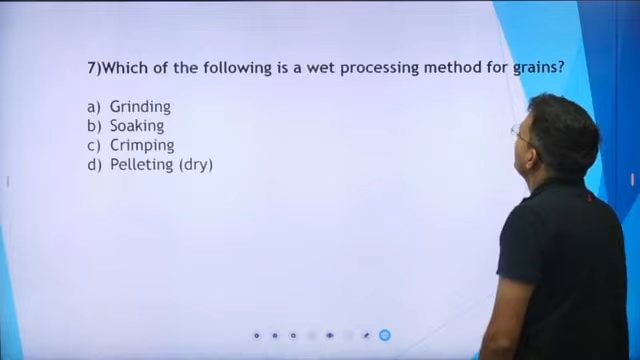 7)Which of the following is a wet processing method for grains?
a) Grinding
b) Soaking
c) Crimping
d) Pelleting (dry)